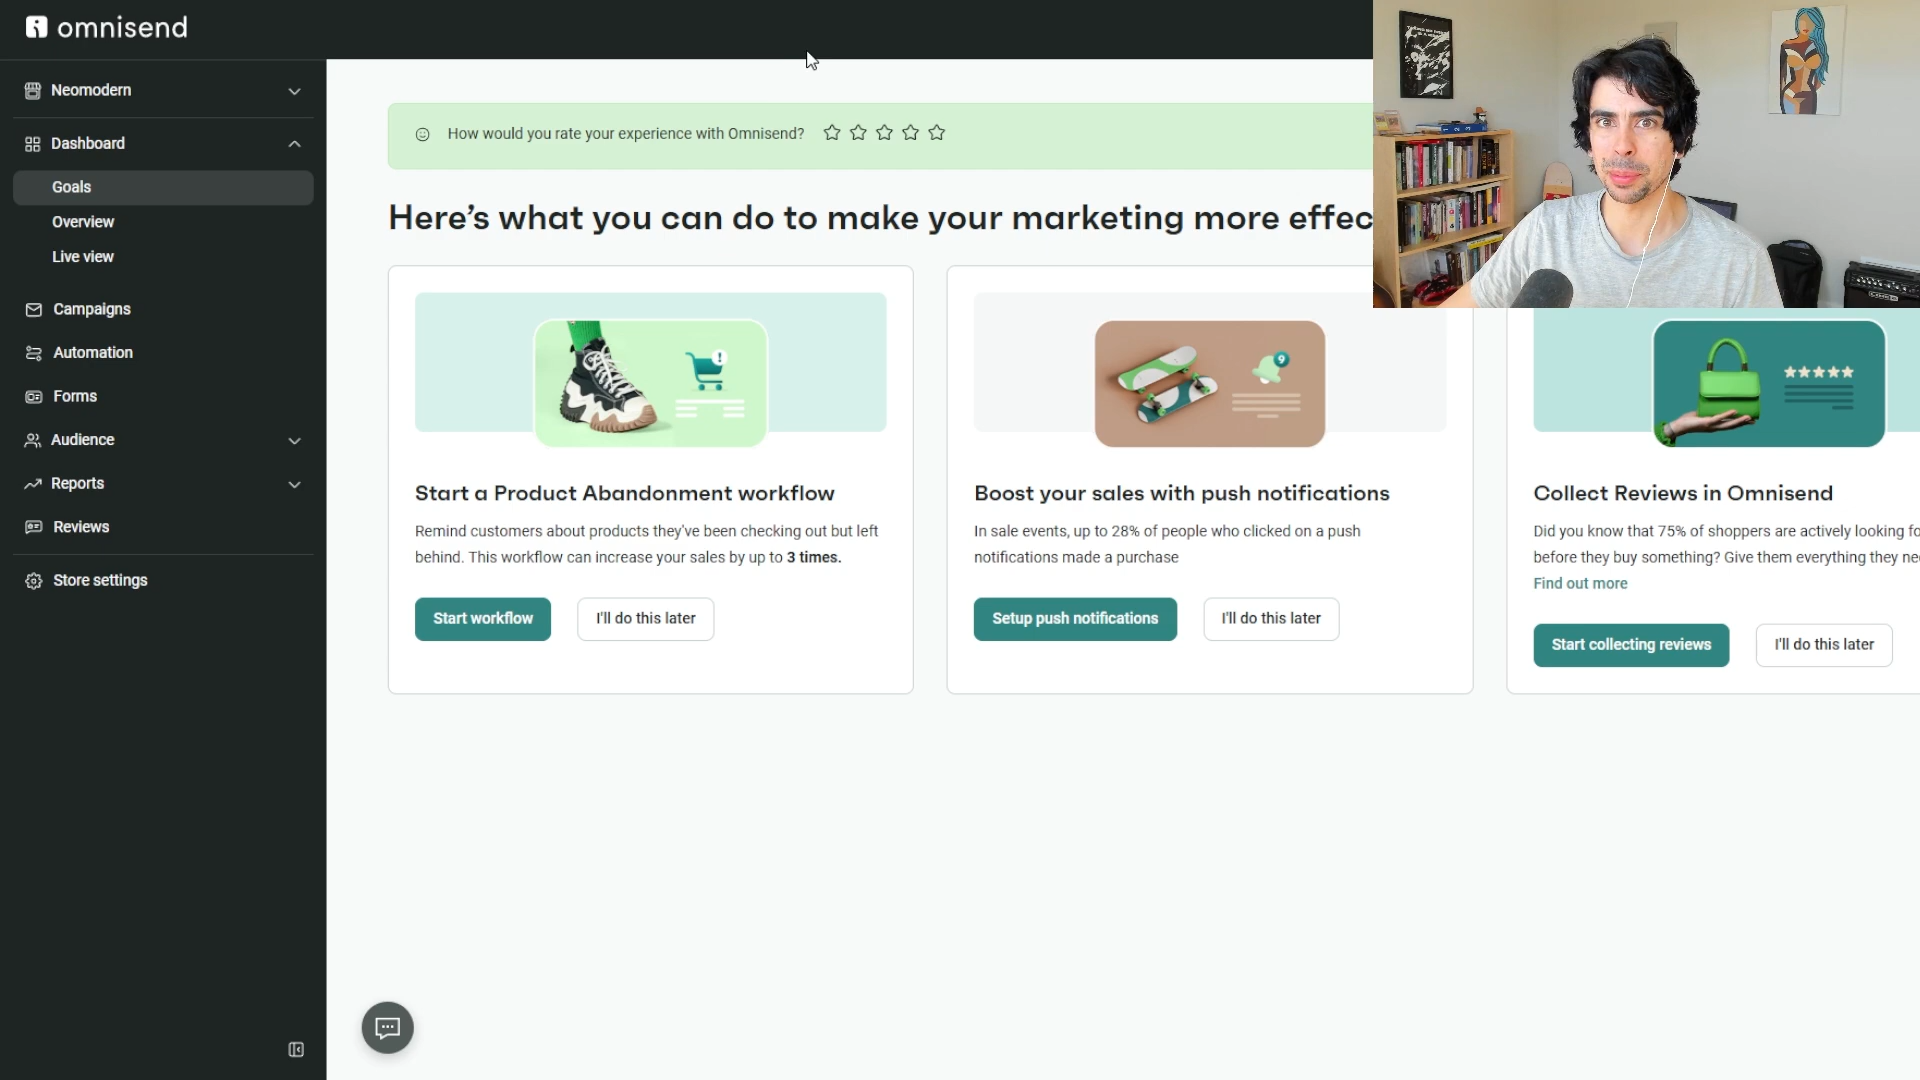 omnisend
Neomodern
Dashboard
Goals
Overview
Live view
Campaigns
Automation
Forms
Audience
Reports
Reviews
Store settings
How would you rate your experience with Omnisend?
Here's what you can do to make your marketing more effec
Start a Product Abandonment workflow
Remind customers about products they've been checking out but left
behind. This workflow can increase your sales by up to 3 times.
Start workflow
I'll do this later
9
Boost your sales with push notifications
In sale events, up to 28% of people who clicked on a push
notifications made a purchase
Setup push notifications
I'll do this later
Collect Reviews in Omnisend
Did you know that 75% of shoppers are actively looking fo
before they buy something? Give them everything they ne
Find out more
Start collecting reviews
I'll do this later